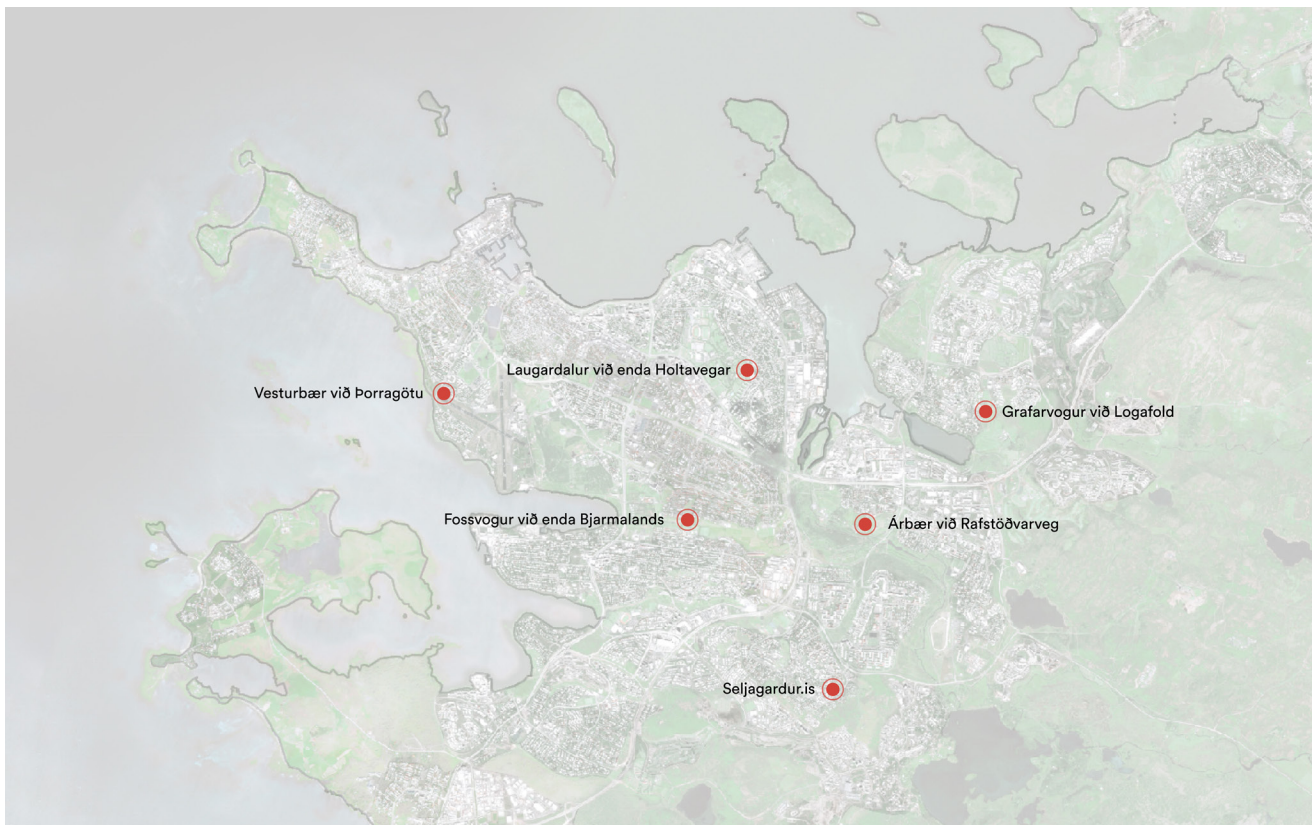 Laugardalur við enda Holtavegar
Vesturbær við Þorragötu
Grafarvogur við Logafold
Fossvogur við enda Bjarmalands
Árbær við Rafstöðvarveg
Seljagardur.is